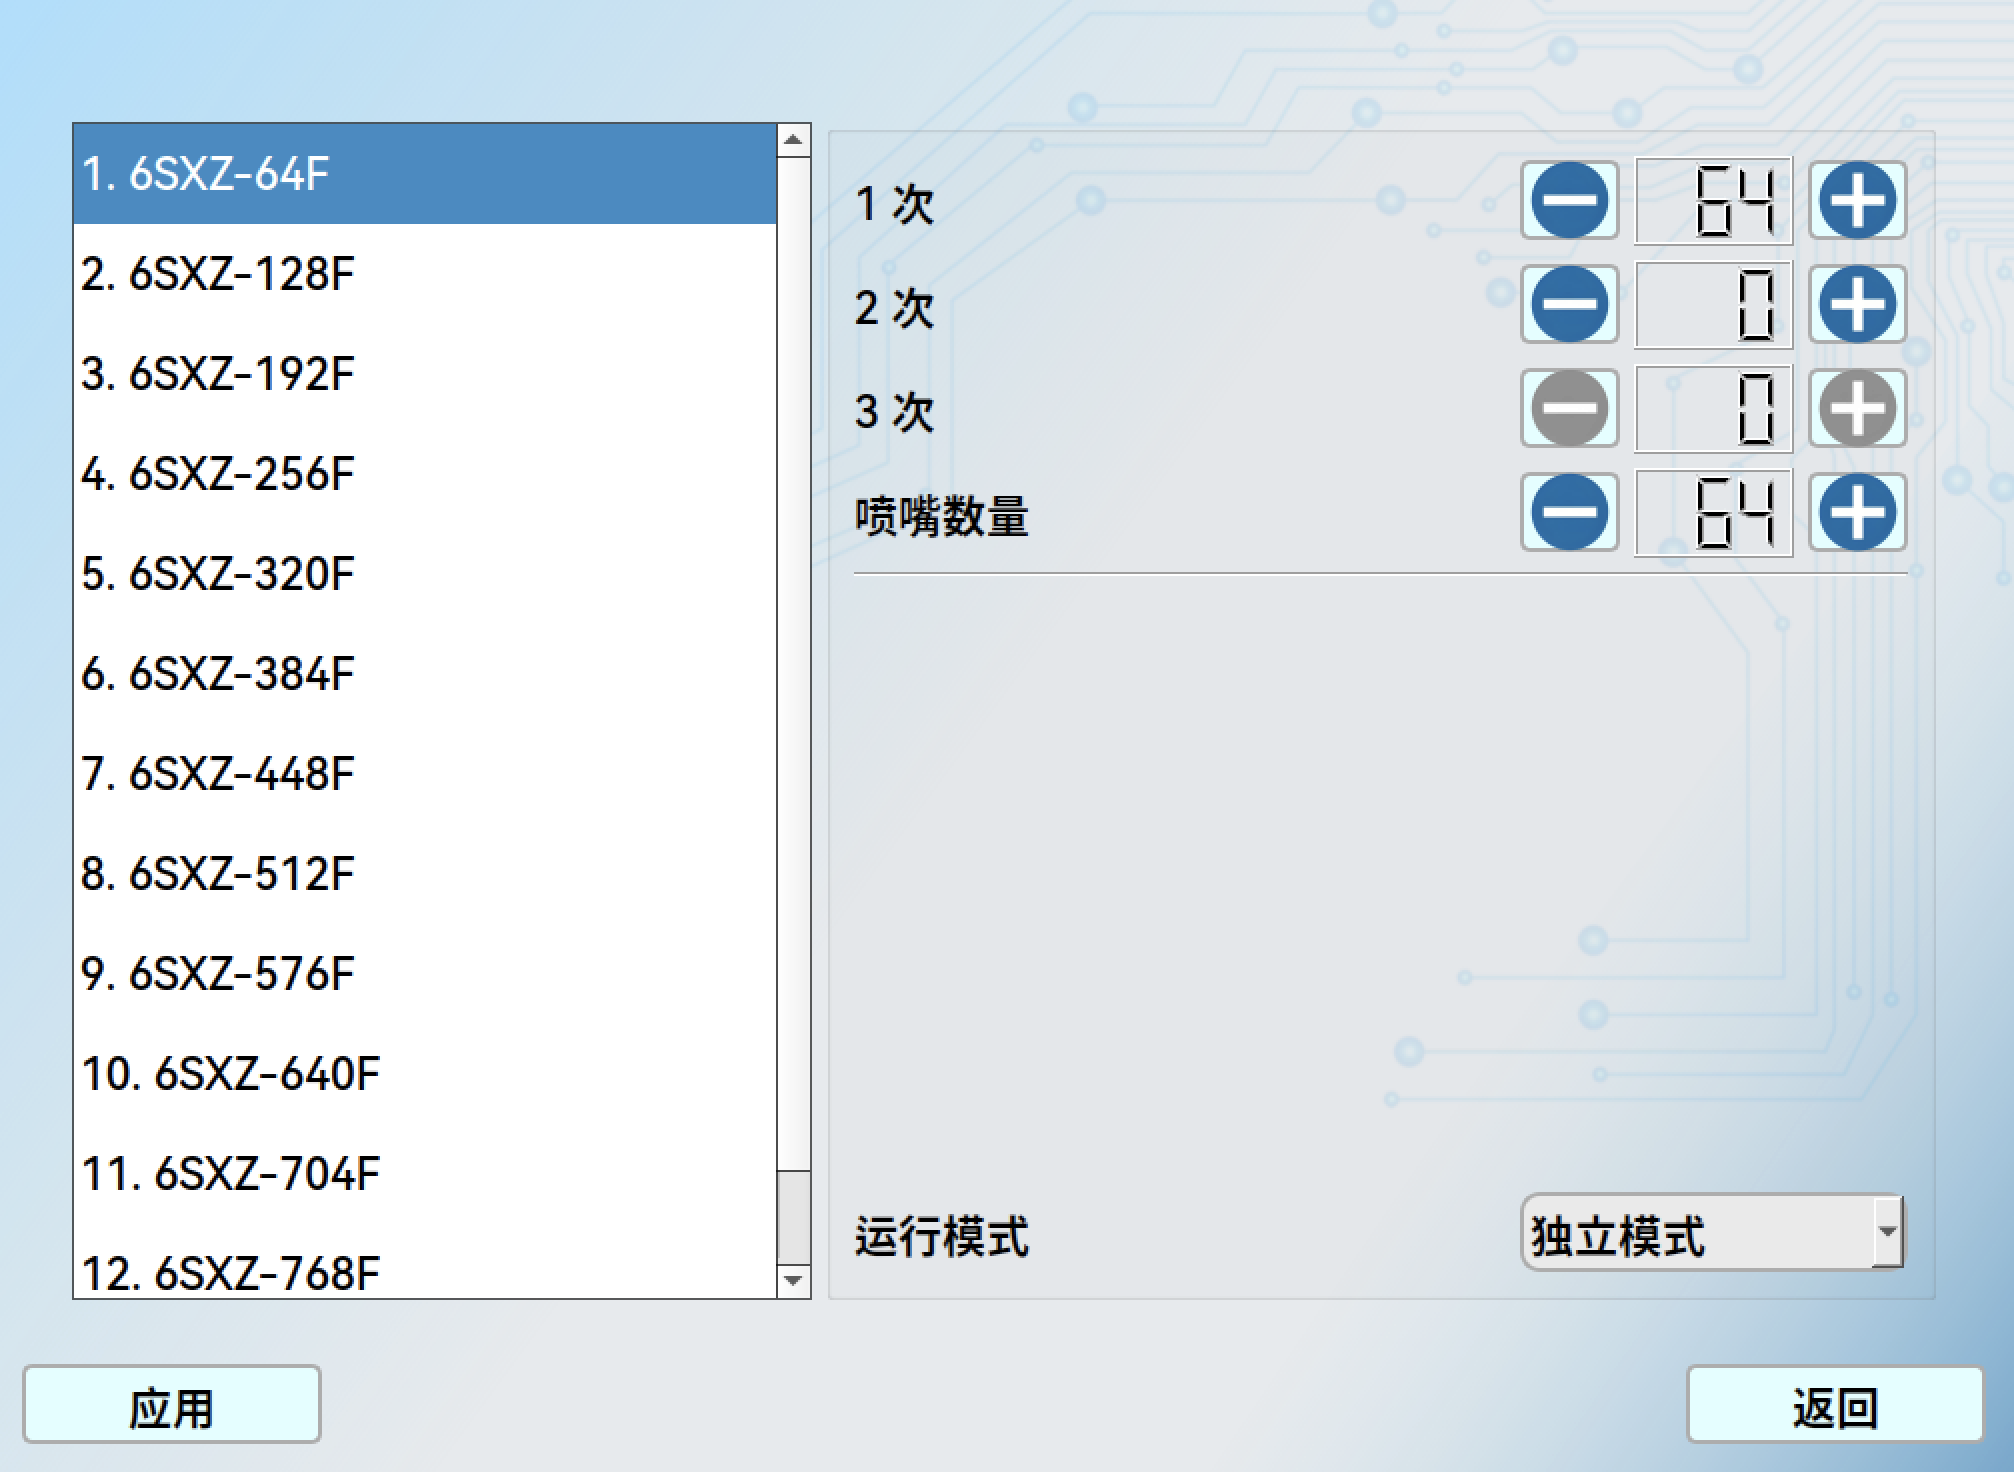 1. 6SXZ-64F
2. 6SXZ-128F
3. 6SXZ-192F
4. 6SXZ-256F
5. 6SXZ-320F
6. 6SXZ-384F
7. 6SXZ-448F
8. 6SXZ-512F
9. 6SXZ-576F
10. 6SXZ-640F
11. 6SXZ-704F
12. 6SXZ-768F
1 次 64
2 次 0
3 次 0
喷嘴数量 64
运行模式 独立模式
应用
返回